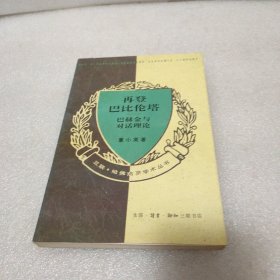 再登
巴比伦塔
巴赫金与
对话理论
董小英著
三联·哈佛燕京学术丛书
生活·读书·新知三联书店